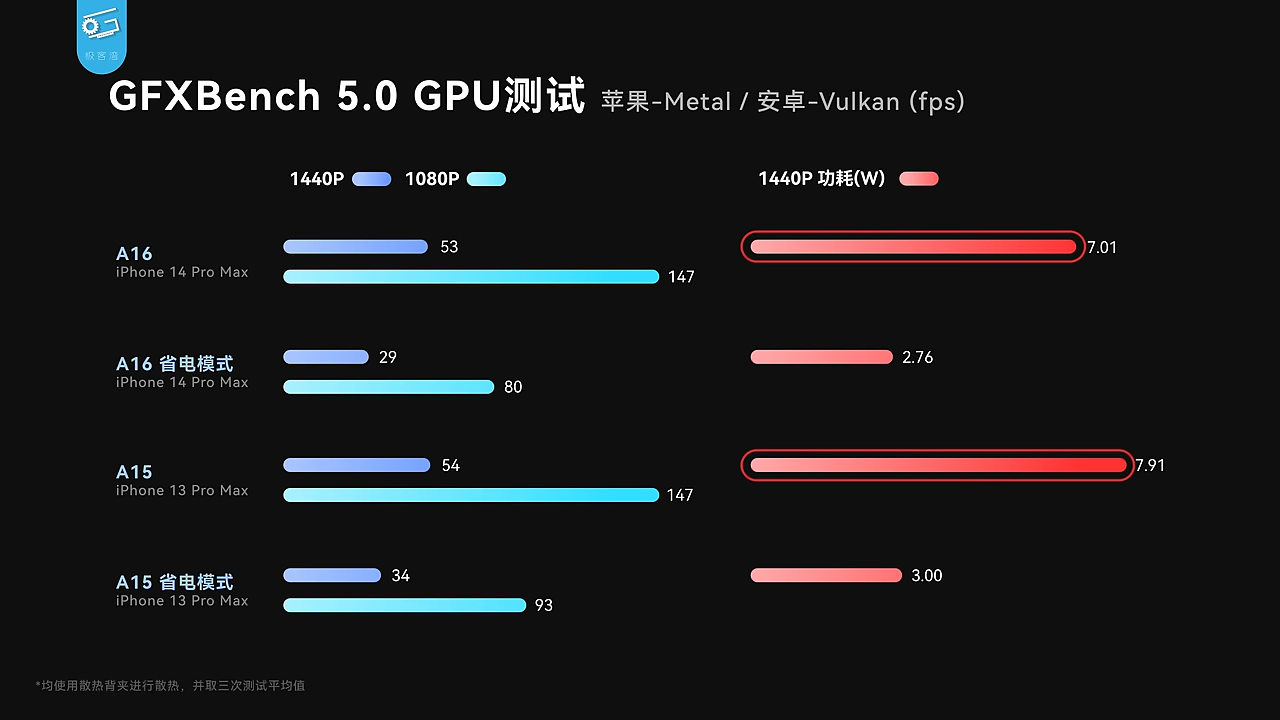 极客湾
GFXBench 5.0 GPU测试 苹果-Metal / 安卓-Vulkan (fps)
1440P 1080P 1440P 功耗(W)
A16
iPhone 14 Pro Max
53
147
7.01
A16 省电模式
iPhone 14 Pro Max
29
80
2.76
A15
iPhone 13 Pro Max
54
147
7.91
A15 省电模式
iPhone 13 Pro Max
34
93
3.00
*均使用散热背夹进行散热，并取三次测试平均值